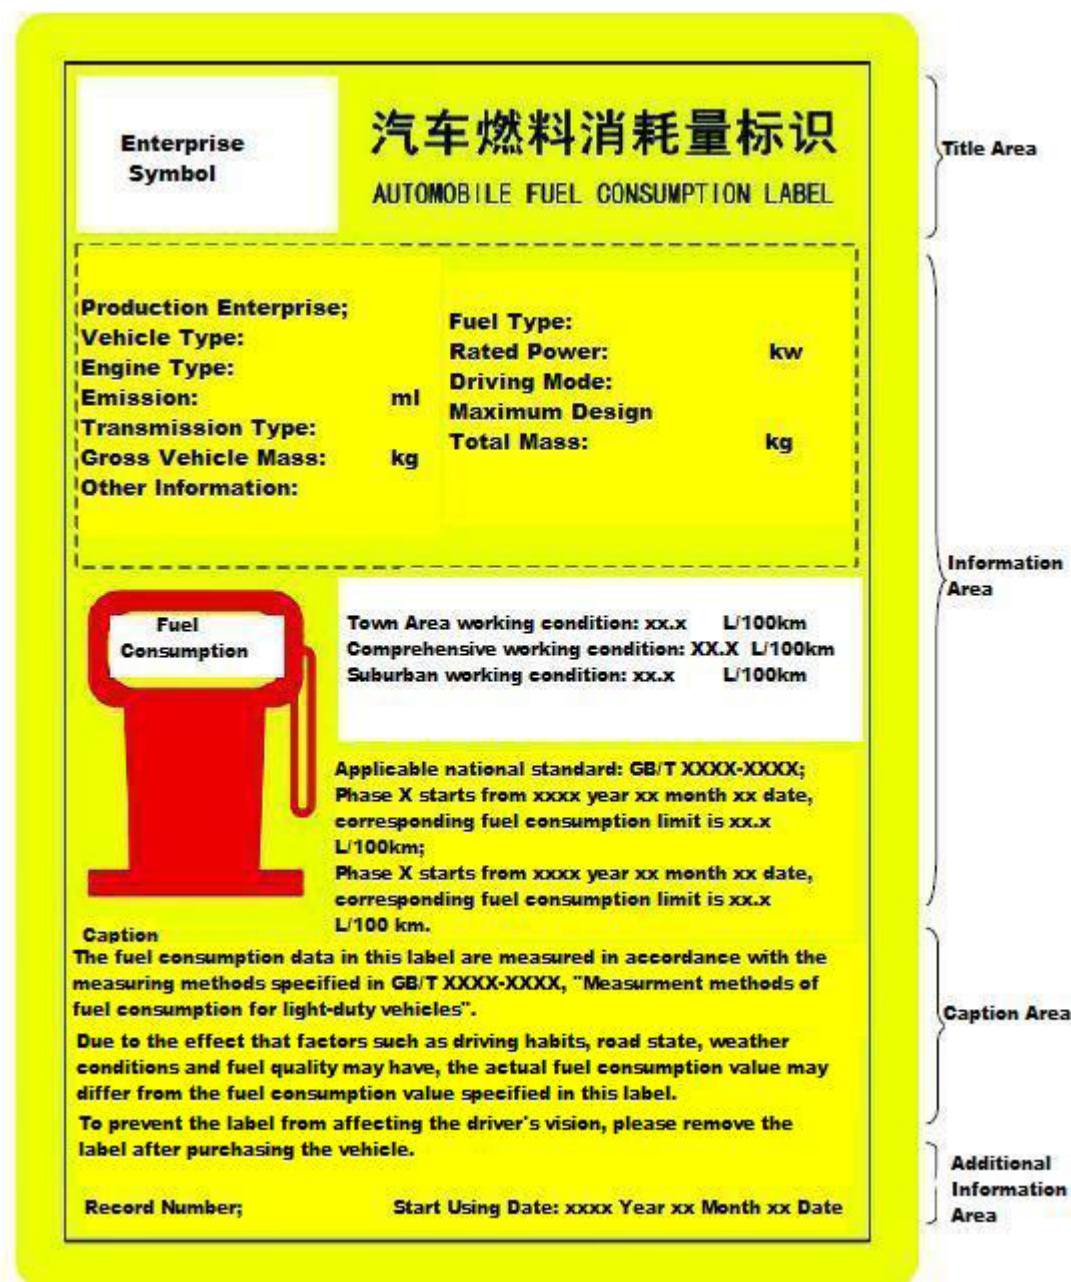 Enterprise
Symbol
汽车燃料消耗量标识
AUTOMOBILE FUEL CONSUMPTION LABEL
Title Area
Production Enterprise;
Vehicle Type:
Engine Type:
Emission: ml
Transmission Type:
Gross Vehicle Mass: kg
Other Information:
Fuel Type:
Rated Power: kw
Driving Mode:
Maximum Design
Total Mass: kg
Information
Area
Fuel
Consumption
Town Area working condition: xx.x L/100km
Comprehensive working condition: XX.X L/100km
Suburban working condition: xx.x L/100km
Applicable national standard: GB/T XXXX-XXXX;
Phase X starts from xxxx year xx month xx date,
corresponding fuel consumption limit is xx.x
L/100km;
Phase X starts from xxxx year xx month xx date,
corresponding fuel consumption limit is xx.x
L/100 km.
Caption
The fuel consumption data in this label are measured in accordance with the
measuring methods specified in GB/T XXXX-XXXX, "Measurment methods of
fuel consumption for light-duty vehicles".
Due to the effect that factors such as driving habits, road state, weather
conditions and fuel quality may have, the actual fuel consumption value may
differ from the fuel consumption value specified in this label.
To prevent the label from affecting the driver's vision, please remove the
label after purchasing the vehicle.
Caption Area
Record Number; Start Using Date: xxxx Year xx Month xx Date
Additional
Information
Area